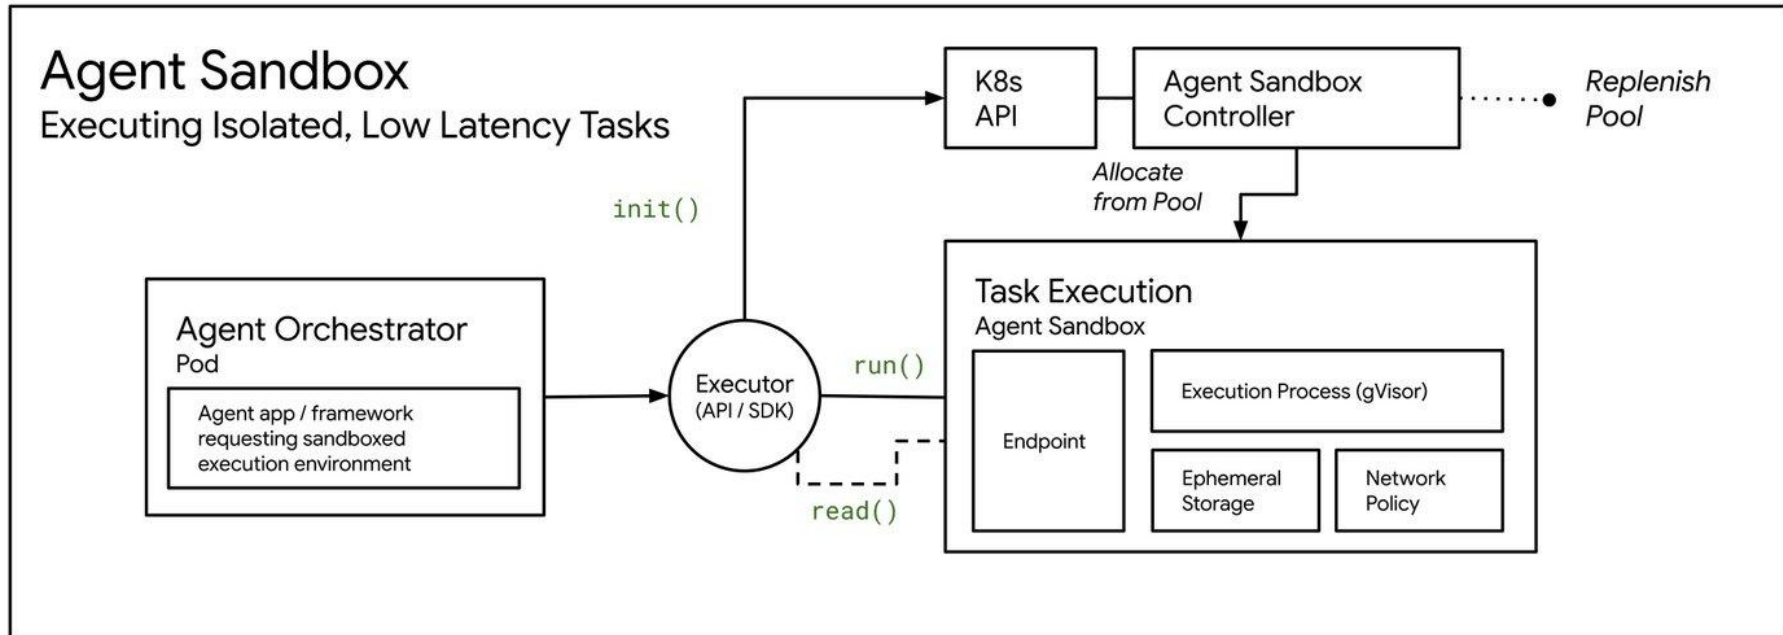 Agent Sandbox
Executing Isolated, Low Latency Tasks
K8s
API
Agent Sandbox
Controller
Replenish
Pool
Allocate
from Pool
init()
Agent Orchestrator
Pod
Agent app / framework
requesting sandboxed
execution environment
Executor
(API / SDK)
run()
read()
Task Execution
Agent Sandbox
Endpoint
Execution Process (gVisor)
Ephemeral
Storage
Network
Policy